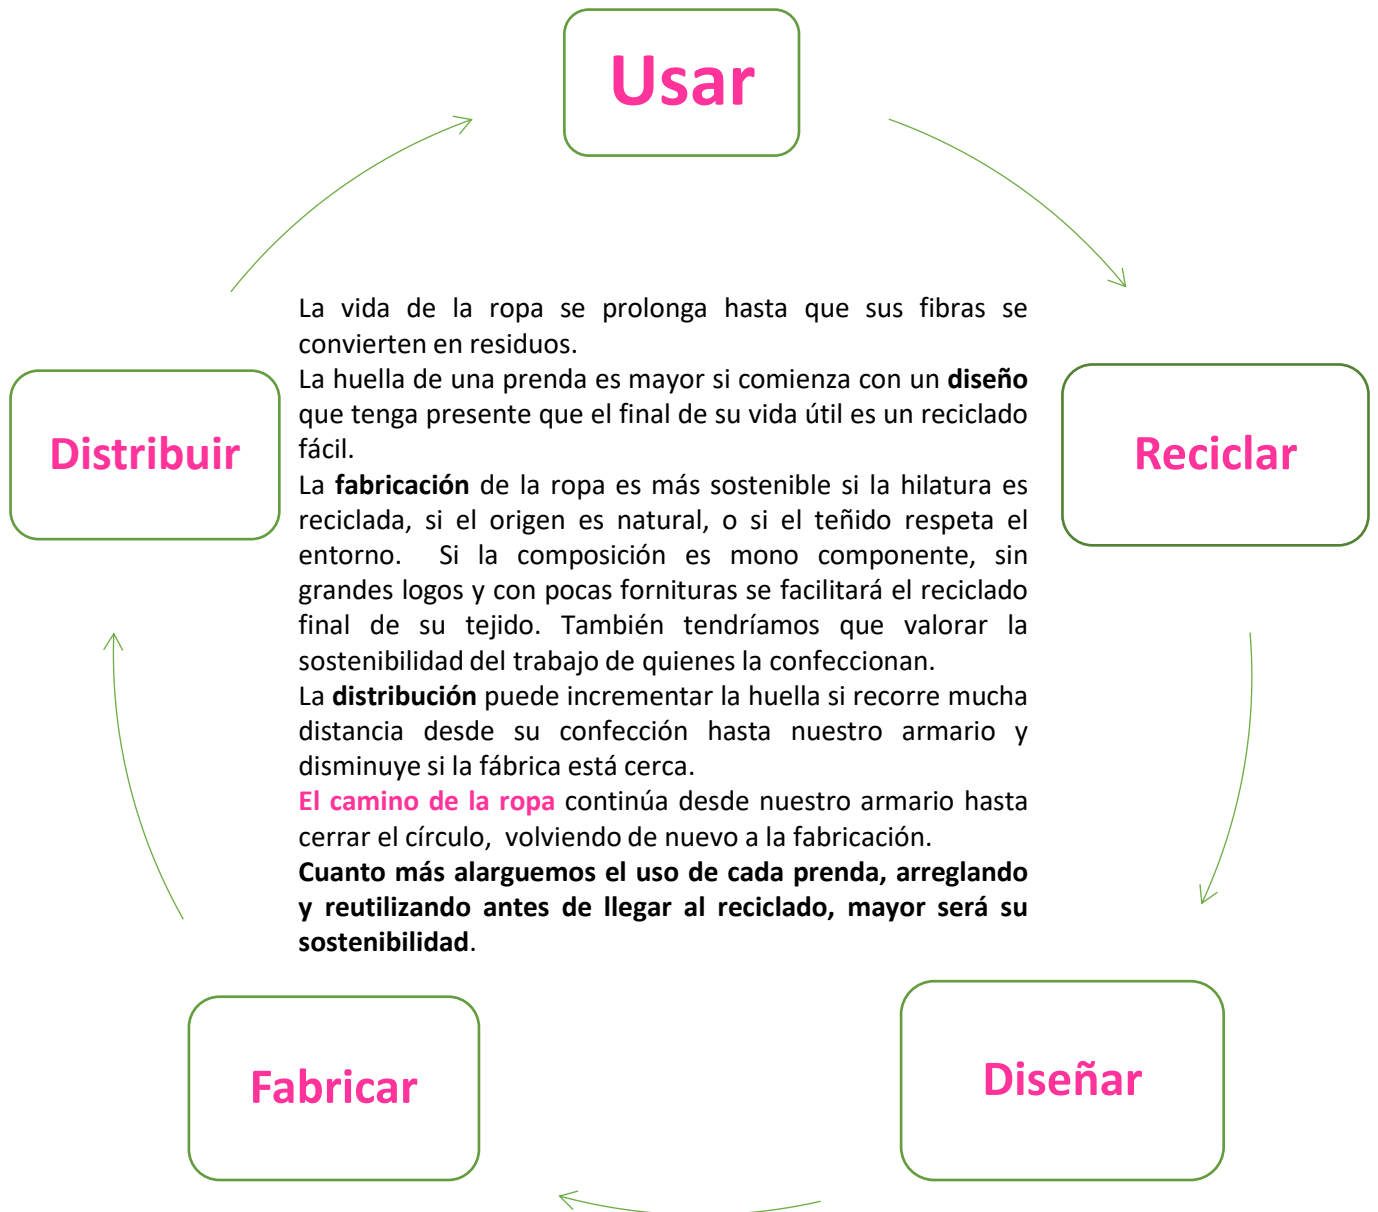 Usar
La vida de la ropa se prolonga hasta que sus fibras se
convierten en residuos.
La huella de una prenda es mayor si comienza con un diseño
que tenga presente que el final de su vida útil es un reciclado
fácil.
La fabricación de la ropa es más sostenible si la hilatura es
reciclada, si el origen es natural, o si el teñido respeta el
entorno. Si la composición es mono componente, sin
grandes logos y con pocas fornituras se facilitará el reciclado
final de su tejido. También tendríamos que valorar la
sostenibilidad del trabajo de quienes la confeccionan.
La distribución puede incrementar la huella si recorre mucha
distancia desde su confección hasta nuestro armario y
disminuye si la fábrica está cerca.
El camino de la ropa continúa desde nuestro armario hasta
cerrar el círculo, volviendo de nuevo a la fabricación.
Cuanto más alarguemos el uso de cada prenda, arreglando
y reutilizando antes de llegar al reciclado, mayor será su
sostenibilidad.
Distribuir
Reciclar
Fabricar
Diseñar